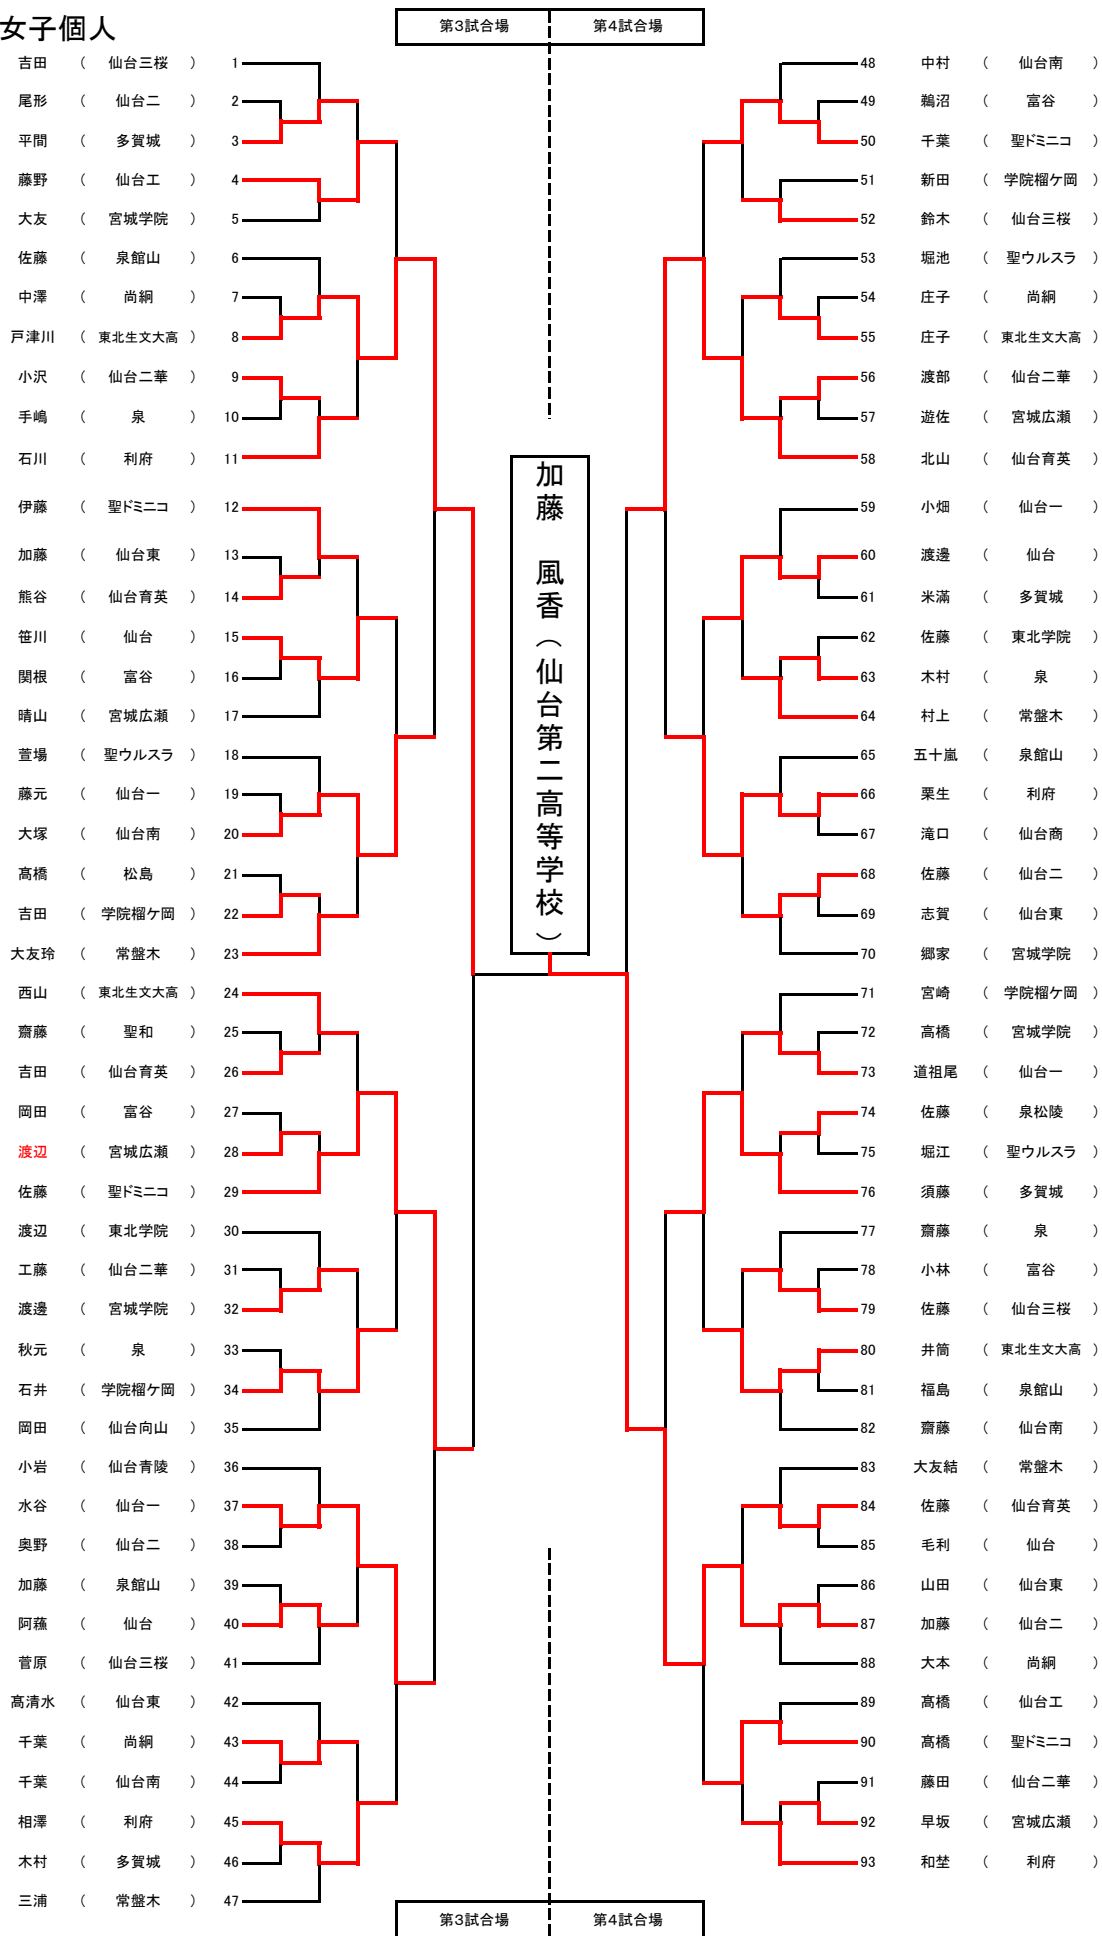 女子個人
第3試合場 第4試合場
吉田 （ 仙台三桜 ） 1
尾形 （ 仙台二 ） 2
平間 （ 多賀城 ） 3
藤野 （ 仙台工 ） 4
大友 （ 宮城学院 ） 5
佐藤 （ 泉館山 ） 6
中澤 （ 尚絅 ） 7
戸津川 （ 東北生文大高 ） 8
小沢 （ 仙台二華 ） 9
手嶋 （ 泉 ） 10
石川 （ 利府 ） 11
伊藤 （ 聖ドミニコ ） 12
加藤 （ 仙台東 ） 13
熊谷 （ 仙台育英 ） 14
笹川 （ 仙台 ） 15
関根 （ 富谷 ） 16
晴山 （ 宮城広瀬 ） 17
萱場 （ 聖ウルスラ ） 18
藤元 （ 仙台一 ） 19
大塚 （ 仙台南 ） 20
髙橋 （ 松島 ） 21
吉田 （ 学院榴ケ岡 ） 22
大友玲 （ 常盤木 ） 23
西山 （ 東北生文大高 ） 24
齋藤 （ 聖和 ） 25
吉田 （ 仙台育英 ） 26
岡田 （ 富谷 ） 27
渡辺 （ 宮城広瀬 ） 28
佐藤 （ 聖ドミニコ ） 29
渡辺 （ 東北学院 ） 30
工藤 （ 仙台二華 ） 31
渡邊 （ 宮城学院 ） 32
秋元 （ 泉 ） 33
石井 （ 学院榴ケ岡 ） 34
岡田 （ 仙台向山 ） 35
小岩 （ 仙台青陵 ） 36
水谷 （ 仙台一 ） 37
奥野 （ 仙台二 ） 38
加藤 （ 泉館山 ） 39
阿蘓 （ 仙台 ） 40
菅原 （ 仙台三桜 ） 41
髙清水 （ 仙台東 ） 42
千葉 （ 尚絅 ） 43
千葉 （ 仙台南 ） 44
相澤 （ 利府 ） 45
木村 （ 多賀城 ） 46
三浦 （ 常盤木 ） 47
加藤 風香（仙台第二高等学校）
48 中村 （ 仙台南 ）
49 鵜沼 （ 富谷 ）
50 千葉 （ 聖ドミニコ ）
51 新田 （ 学院榴ケ岡 ）
52 鈴木 （ 仙台三桜 ）
53 堀池 （ 聖ウルスラ ）
54 庄子 （ 尚絅 ）
55 庄子 （ 東北生文大高 ）
56 渡部 （ 仙台二華 ）
57 遊佐 （ 宮城広瀬 ）
58 北山 （ 仙台育英 ）
59 小畑 （ 仙台一 ）
60 渡邊 （ 仙台 ）
61 米滿 （ 多賀城 ）
62 佐藤 （ 東北学院 ）
63 木村 （ 泉 ）
64 村上 （ 常盤木 ）
65 五十嵐 （ 泉館山 ）
66 栗生 （ 利府 ）
67 滝口 （ 仙台商 ）
68 佐藤 （ 仙台二 ）
69 志賀 （ 仙台東 ）
70 郷家 （ 宮城学院 ）
71 宮崎 （ 学院榴ケ岡 ）
72 高橋 （ 宮城学院 ）
73 道祖尾 （ 仙台一 ）
74 佐藤 （ 泉松陵 ）
75 堀江 （ 聖ウルスラ ）
76 須藤 （ 多賀城 ）
77 齋藤 （ 泉 ）
78 小林 （ 富谷 ）
79 佐藤 （ 仙台三桜 ）
80 井筒 （ 東北生文大高 ）
81 福島 （ 泉館山 ）
82 齋藤 （ 仙台南 ）
83 大友結 （ 常盤木 ）
84 佐藤 （ 仙台育英 ）
85 毛利 （ 仙台 ）
86 山田 （ 仙台東 ）
87 加藤 （ 仙台二 ）
88 大本 （ 尚絅 ）
89 髙橋 （ 仙台工 ）
90 髙橋 （ 聖ドミニコ ）
91 藤田 （ 仙台二華 ）
92 早坂 （ 宮城広瀬 ）
93 和埜 （ 利府 ）
第3試合場 第4試合場